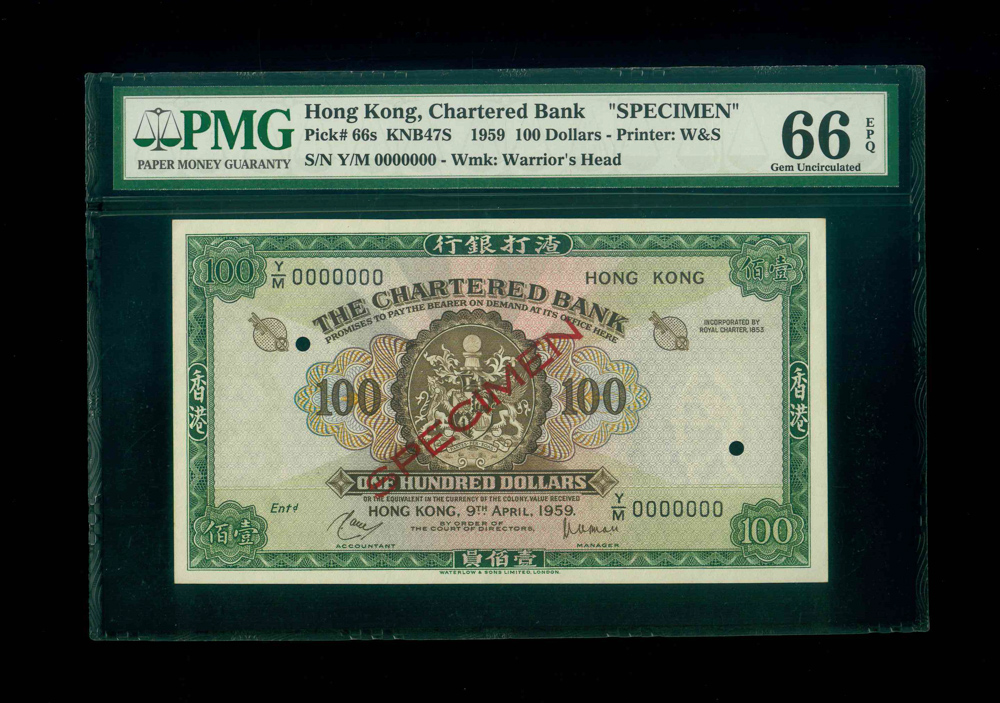 PMG
PAPER MONEY GUARANTY
Hong Kong, Chartered Bank "SPECIMEN"
Pick# 66s KNB47S 1959 100 Dollars - Printer: W&S
S/N Y/M 0000000 - Wmk: Warrior's Head
66
EPQ
Gem Uncirculated
行銀打渣
100
Y/M 0000000
HONG KONG
佰壹
THE CHARTERED BANK
PROMISES TO PAY THE BEARER ON DEMAND AT ITS OFFICE HERE
INCORPORATED BY
ROYAL CHARTER, 1853
香港
100
100
香港
SPECIMEN
ONE HUNDRED DOLLARS
OR THE EQUIVALENT IN THE CURRENCY OF THE COLONY, VALUE RECEIVED
HONG KONG, 9TH APRIL, 1959.
Y/M 0000000
Entd
BY ORDER OF
THE COURT OF DIRECTORS,
ACCOUNTANT
MANAGER
佰壹
100
員佰壹
WATERLOW & SONS LIMITED, LONDON.